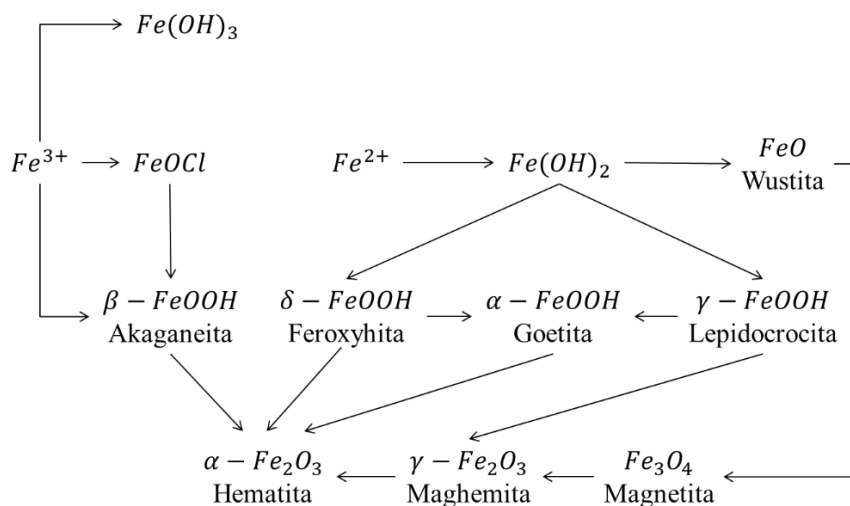 Fe(OH)₃
Fe³⁺ FeOCl Fe²⁺ Fe(OH)₂ FeO
Wustita
β − FeOOH δ − FeOOH α − FeOOH γ − FeOOH
Akaganeita Feroxyhita Goetita Lepidocrocita
α − Fe₂O₃ γ − Fe₂O₃ Fe₃O₄
Hematita Maghemita Magnetita